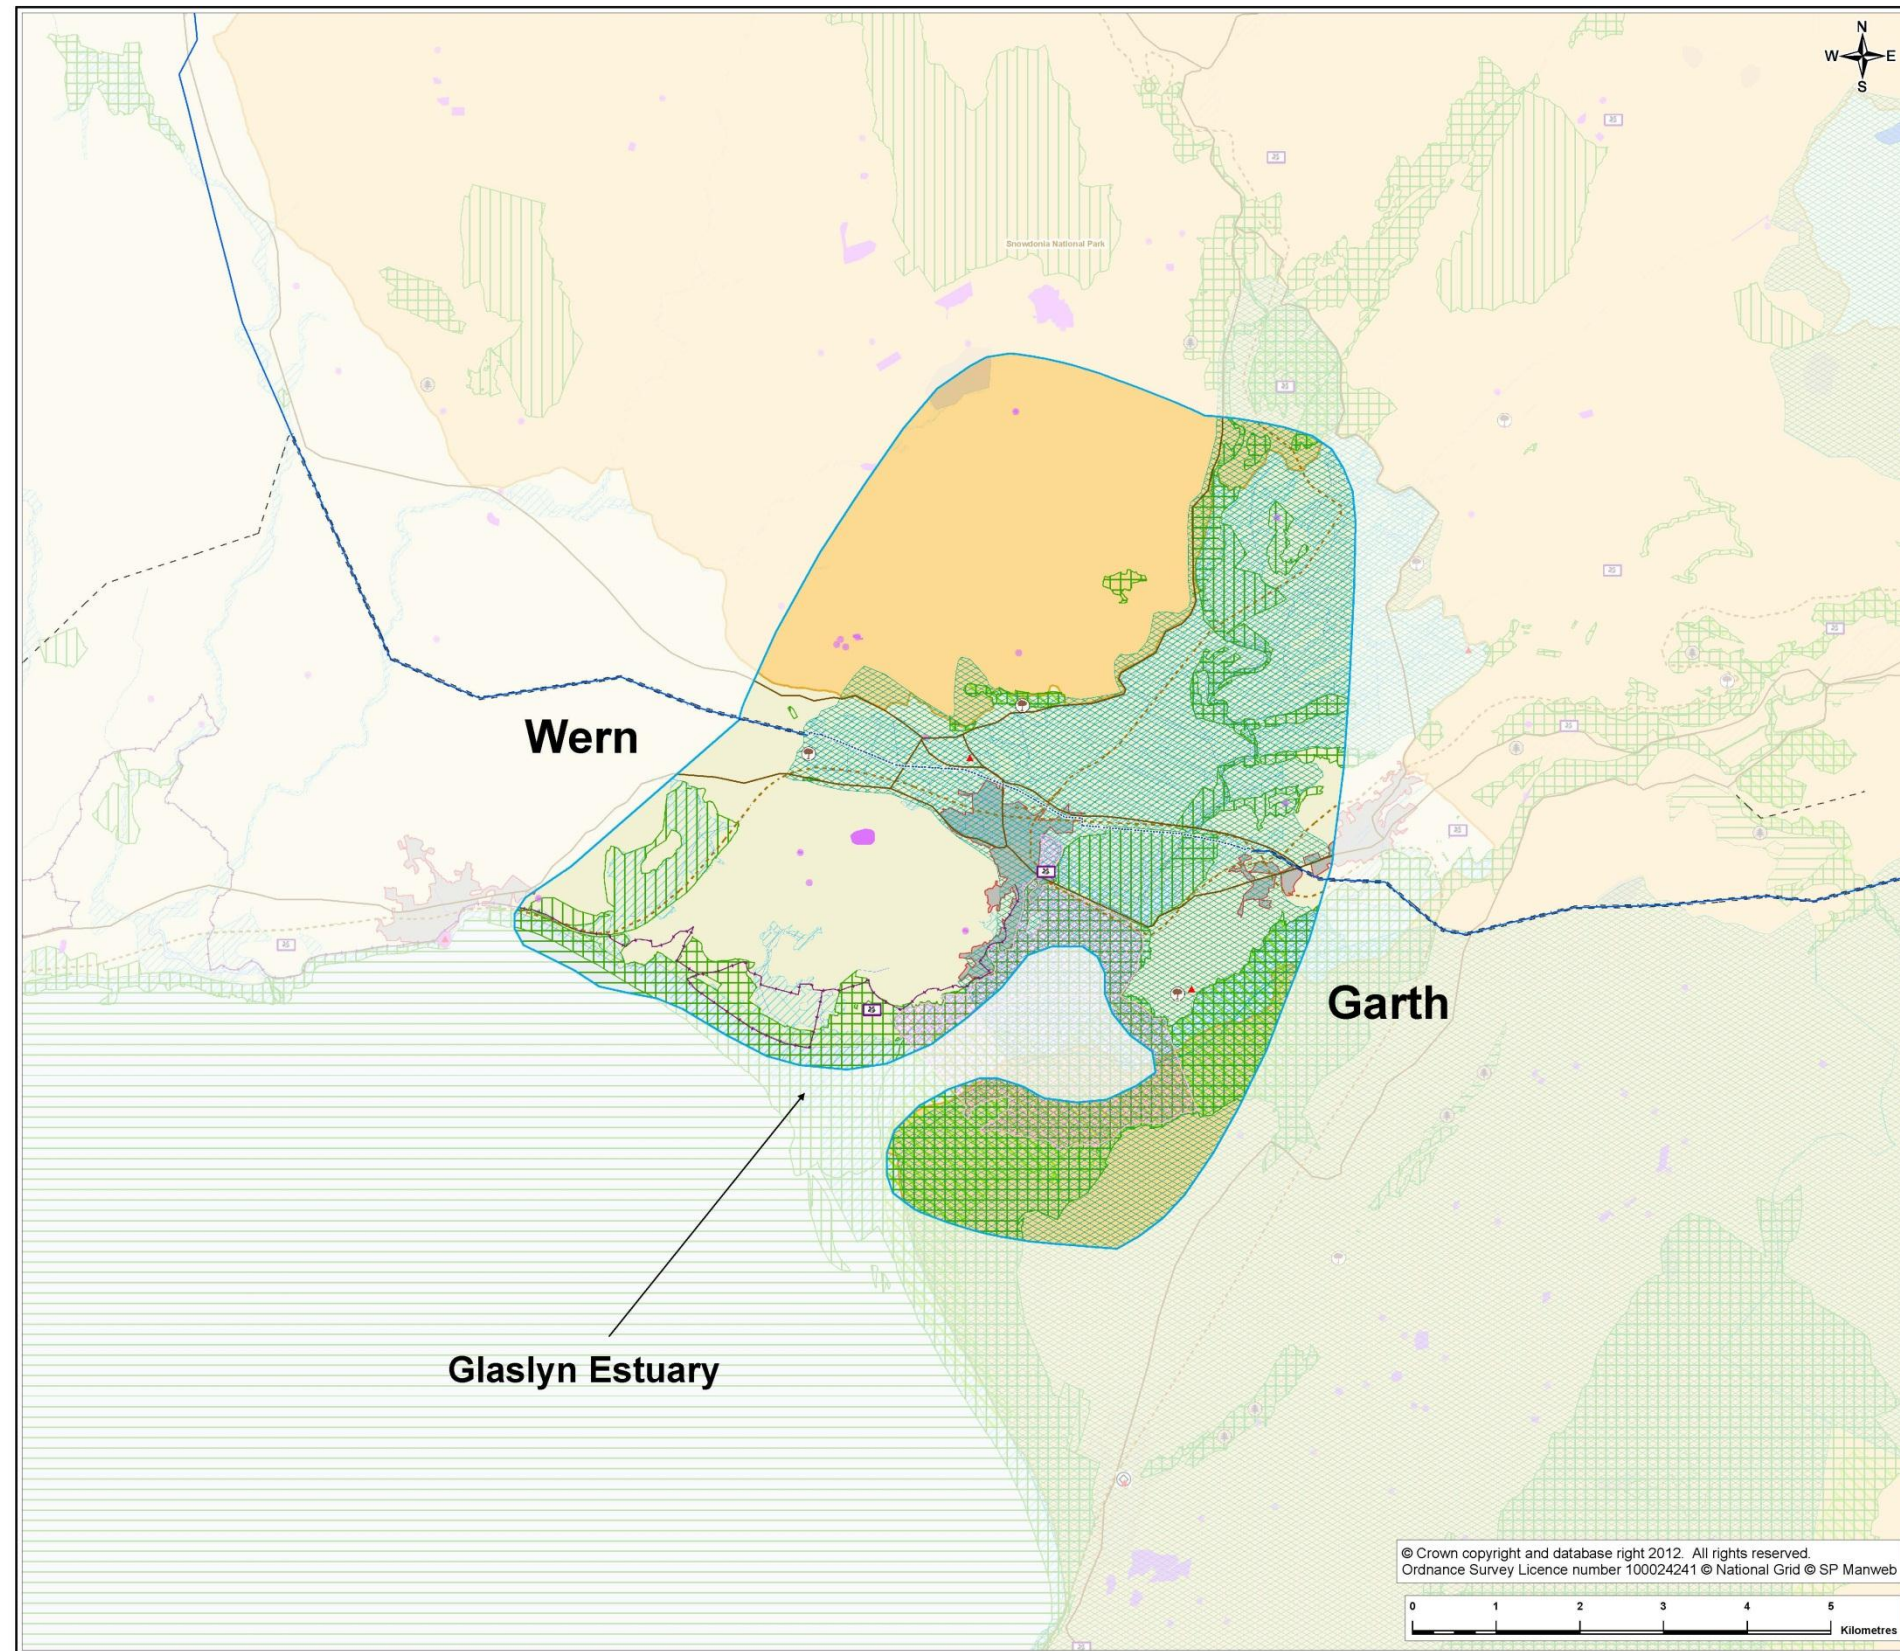 N
W E
S
Snowdonia National Park
Wern
Garth
Glaslyn Estuary
© Crown copyright and database right 2012. All rights reserved.
Ordnance Survey Licence number 100024241 © National Grid © SP Manweb
0 1 2 3 4 5
Kilometres